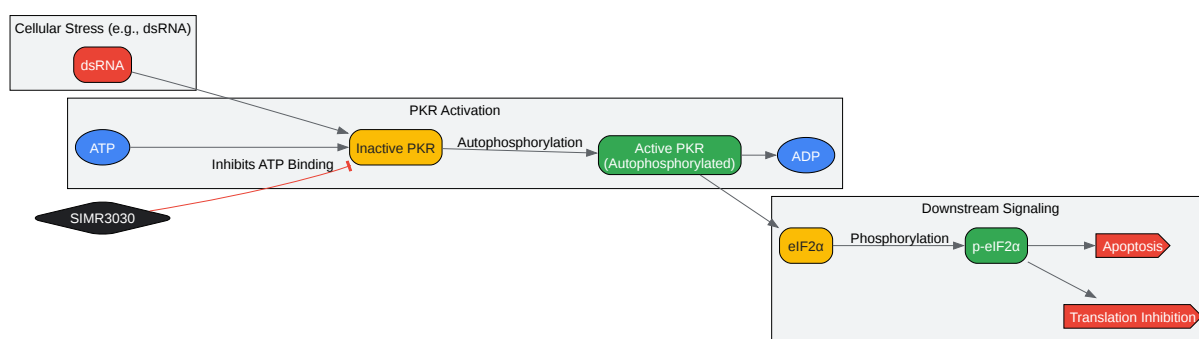 Cellular Stress (e.g., dsRNA)
dsRNA
PKR Activation
ATP
Inactive PKR
Autophosphorylation
Active PKR
(Autophosphorylated)
ADP
Inhibits ATP Binding
SIMR3030
Downstream Signaling
eIF2α
Phosphorylation
p-eIF2α
Apoptosis
Translation Inhibition